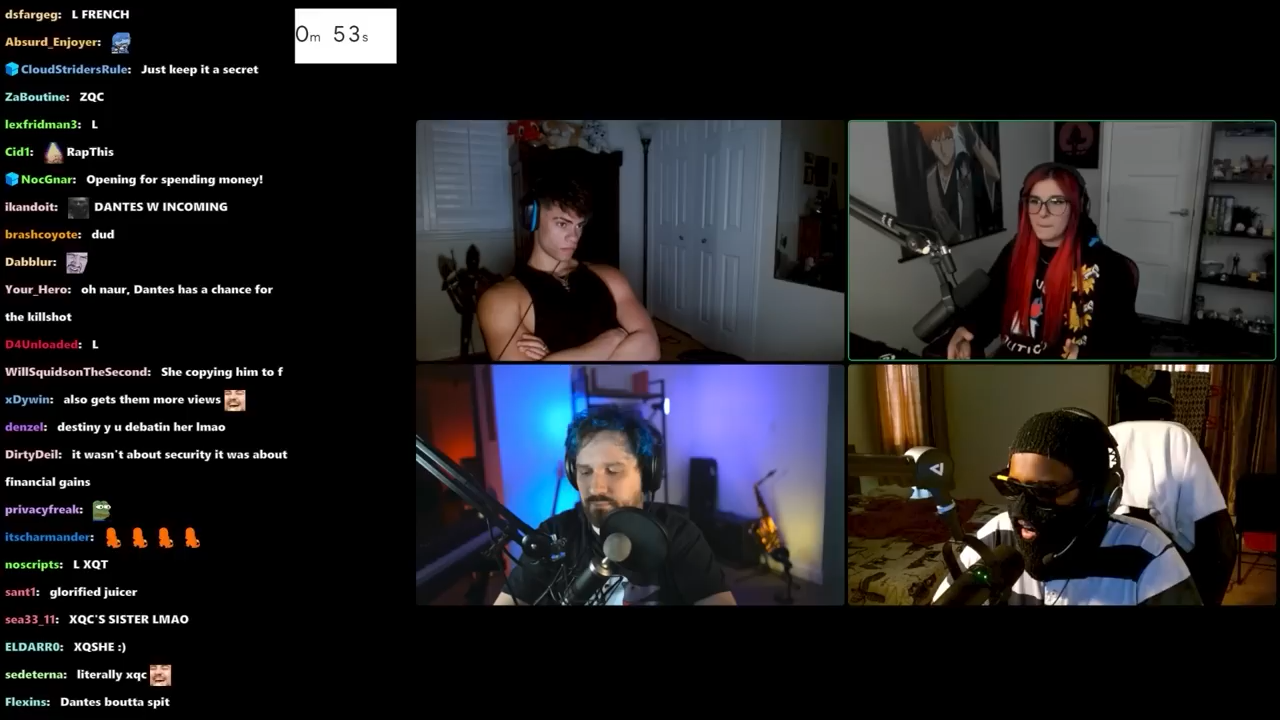 dsfargeg: L FRENCH
0m 53s
Absurd_Enjoyer:
CloudStridersRule: Just keep it a secret
ZaBoutine: ZQC
lexfridman3: L
Cid1: RapThis
NocGnar: Opening for spending money!
ikandoit: DANTES W INCOMING
brashcoyote: dud
Dabblur:
Your_Hero: oh naur, Dantes has a chance for
the killshot
D4Unloaded: L
WillSquidsonTheSecond: She copying him to f
xDywin: also gets them more views
denzel: destiny y u debatin her lmao
DirtyDeil: it wasn't about security it was about
financial gains
privacyfreak:
itscharmander:
noscripts: L XQT
sant1: glorified juicer
sea33_11: XQC'S SISTER LMAO
ELDARR0: XQSHE :)
sedeterna: literally xqc
Flexins: Dantes boutta spit